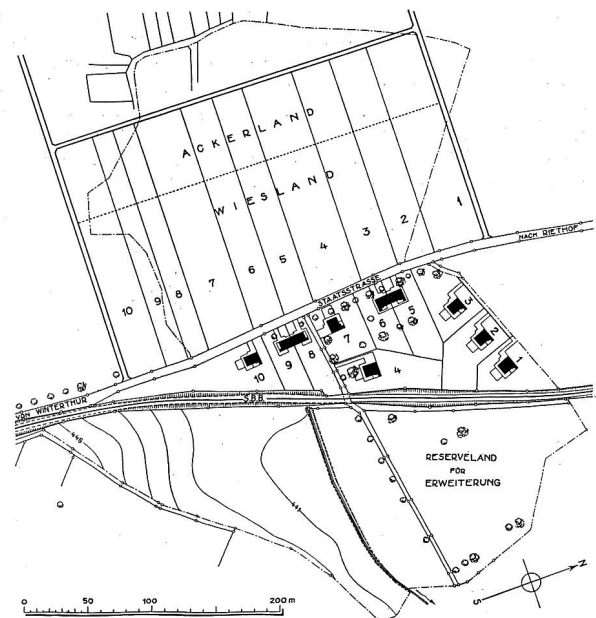 ACKERLAND
WIESLAND
10 9 8 7 6 5 4 3 2 1
NACH RIETHOF
STAATSSTRASSE
3
2
1
5
6
7
4
8
9
10
VON WINTERTHUR
S.B.B
446
441
RESERVELAND
FÜR
ERWEITERUNG
N
S
0 50 100 200 m